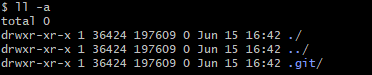 $ ll -a
total 0
drwxr-xr-x 1 36424 197609 0 Jun 15 16:42 ./
drwxr-xr-x 1 36424 197609 0 Jun 15 16:42 ../
drwxr-xr-x 1 36424 197609 0 Jun 15 16:42 .git/